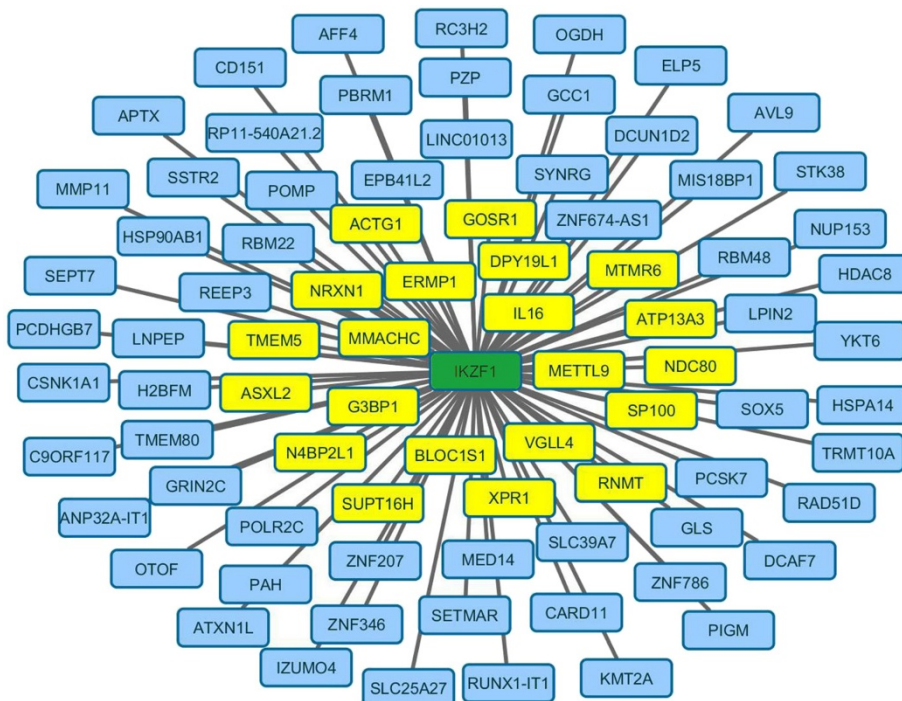 AFF4
RC3H2
OGDH
CD151
PBRM1
PZP
GCC1
ELP5
APTX
RP11-540A21.2
LINC01013
DCUN1D2
AVL9
MMP11
SSTR2
POMP
EPB41L2
SYNRG
MIS18BP1
STK38
HSP90AB1
RBM22
ACTG1
GOSR1
ZNF674-AS1
NUP153
SEPT7
REEP3
NRXN1
ERMP1
DPY19L1
MTMR6
RBM48
HDAC8
PCDHGB7
LNPEP
TMEM5
MMACHC
IL16
ATP13A3
LPIN2
YKT6
CSNK1A1
H2BFM
ASXL2
IKZF1
METTL9
NDC80
G3BP1
SP100
SOX5
HSPA14
C9ORF117
TMEM80
N4BP2L1
BLOC1S1
VGLL4
TRMT10A
ANP32A-IT1
GRIN2C
SUPT16H
XPR1
RNMT
PCSK7
RAD51D
OTOF
POLR2C
ZNF207
MED14
SLC39A7
GLS
DCAF7
ATXN1L
PAH
ZNF346
SETMAR
CARD11
ZNF786
PIGM
IZUMO4
SLC25A27
RUNX1-IT1
KMT2A